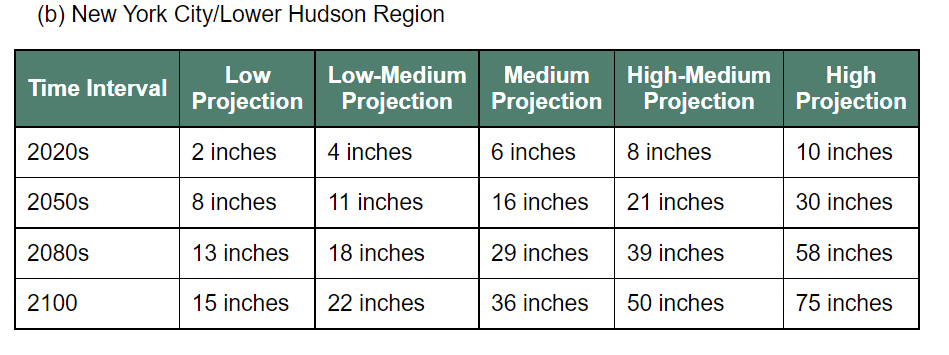 (b) New York City/Lower Hudson Region
Time Interval Low Projection Low-Medium Projection Medium Projection High-Medium Projection High Projection
2020s 2 inches 4 inches 6 inches 8 inches 10 inches
2050s 8 inches 11 inches 16 inches 21 inches 30 inches
2080s 13 inches 18 inches 29 inches 39 inches 58 inches
2100 15 inches 22 inches 36 inches 50 inches 75 inches